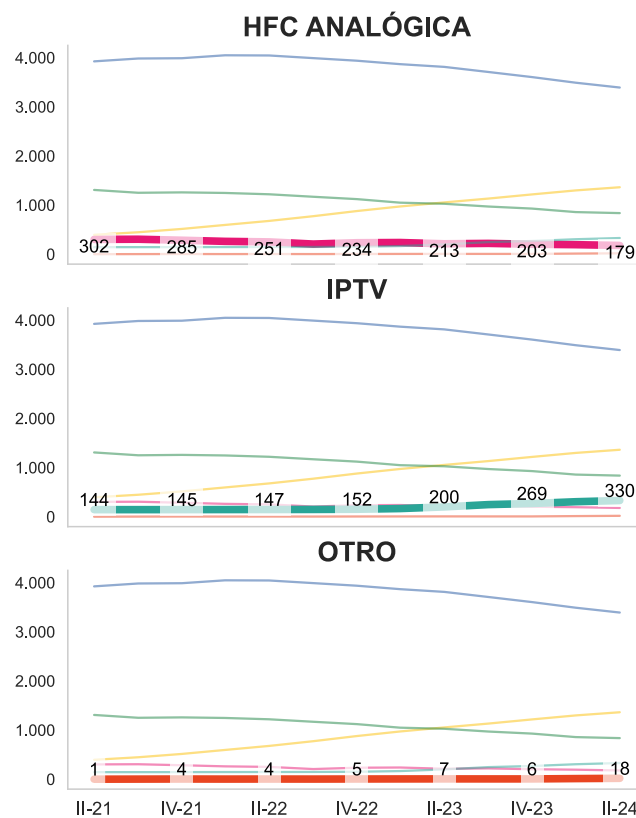 HFC ANALÓGICA
4.000
3.000
2.000
1.000
0
302 285 251 234 213 203 179
IPTV
4.000
3.000
2.000
1.000
0
144 145 147 152 200 269 330
OTRO
4.000
3.000
2.000
1.000
0
1 4 4 5 7 6 18
II-21 IV-21 II-22 IV-22 II-23 IV-23 II-24